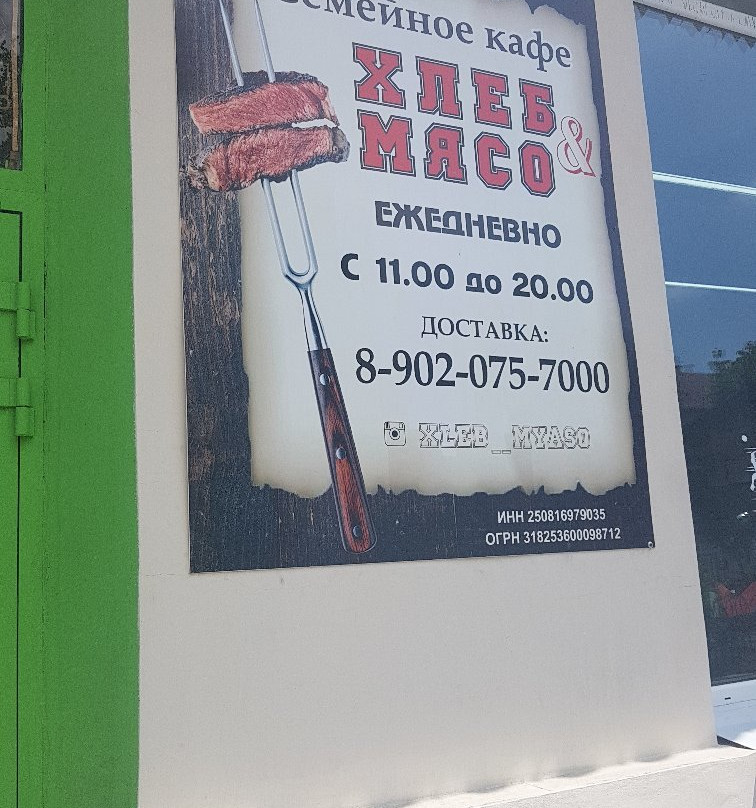 Семейное кафе
ХЛЕБ
&
МЯСО
ЕЖЕДНЕВНО
С 11.00 до 20.00
ДОСТАВКА:
8-902-075-7000
XLEB_MYASO
ИНН 250816979035
ОГРН 318253600098712